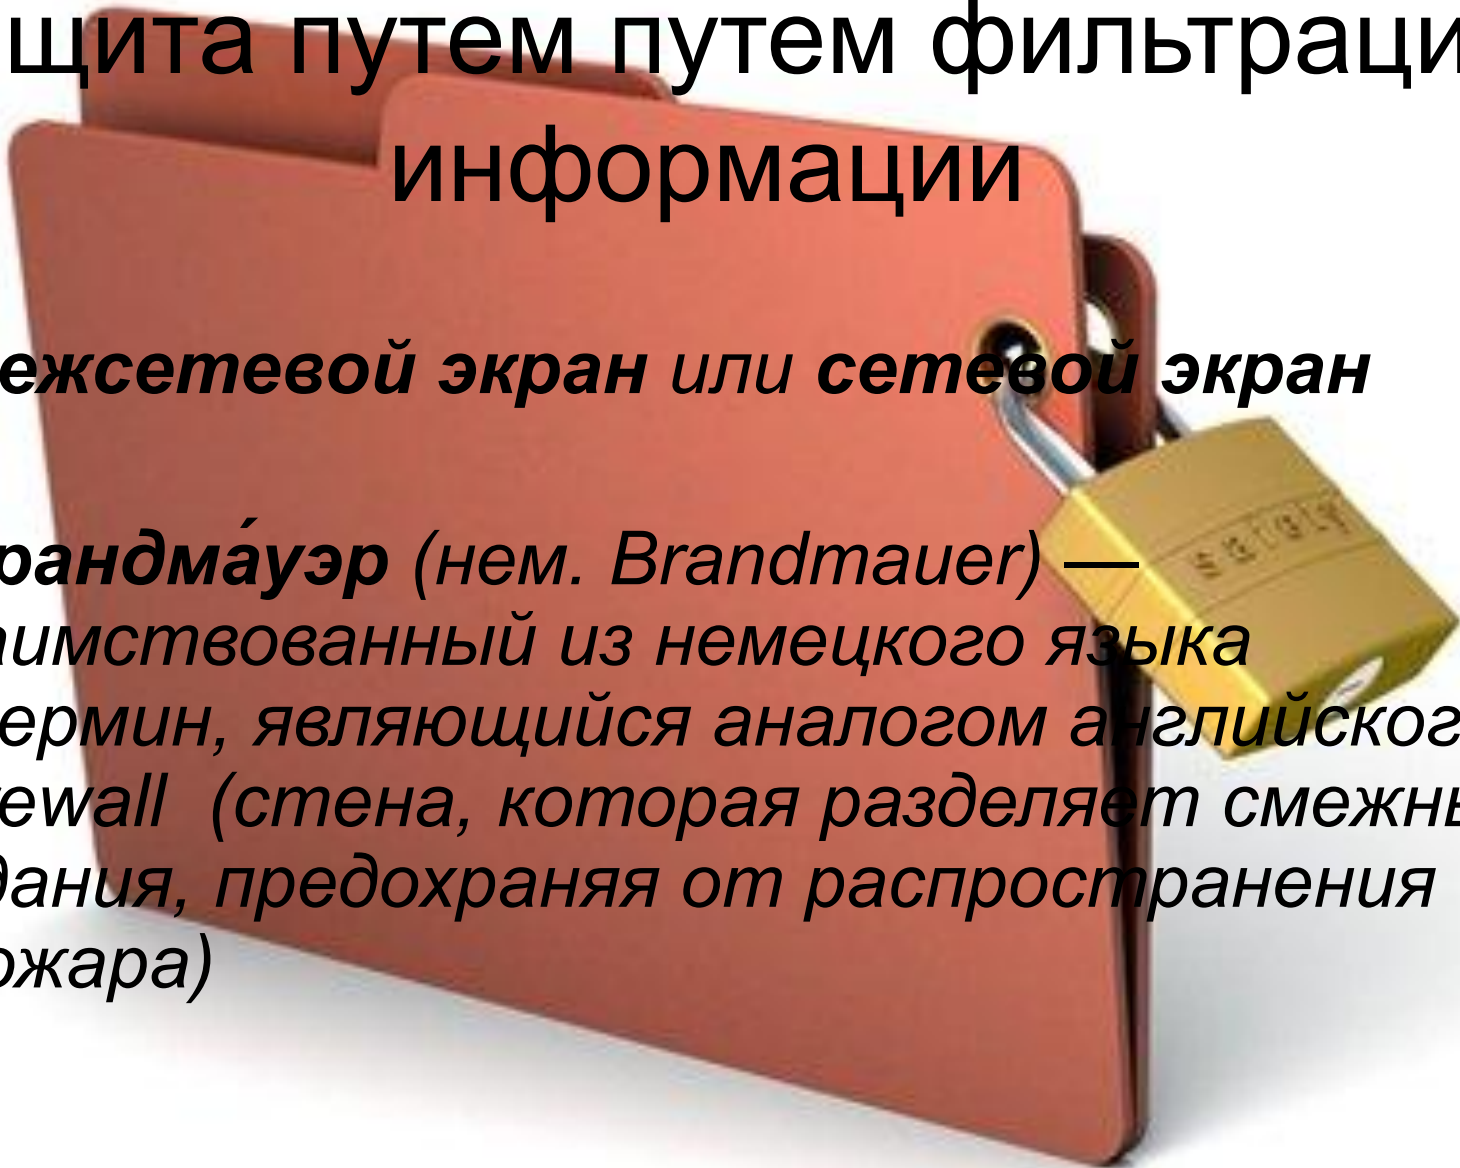 щита путем путем фильтраци
информации
ежсетевой экран или сетевой экран
рандма́уэр (нем. Brandmauer) —
аимствованный из немецкого языка
ермин, являющийся аналогом английског
ewall (стена, которая разделяет смежны
дания, предохраняя от распространения
ожара)